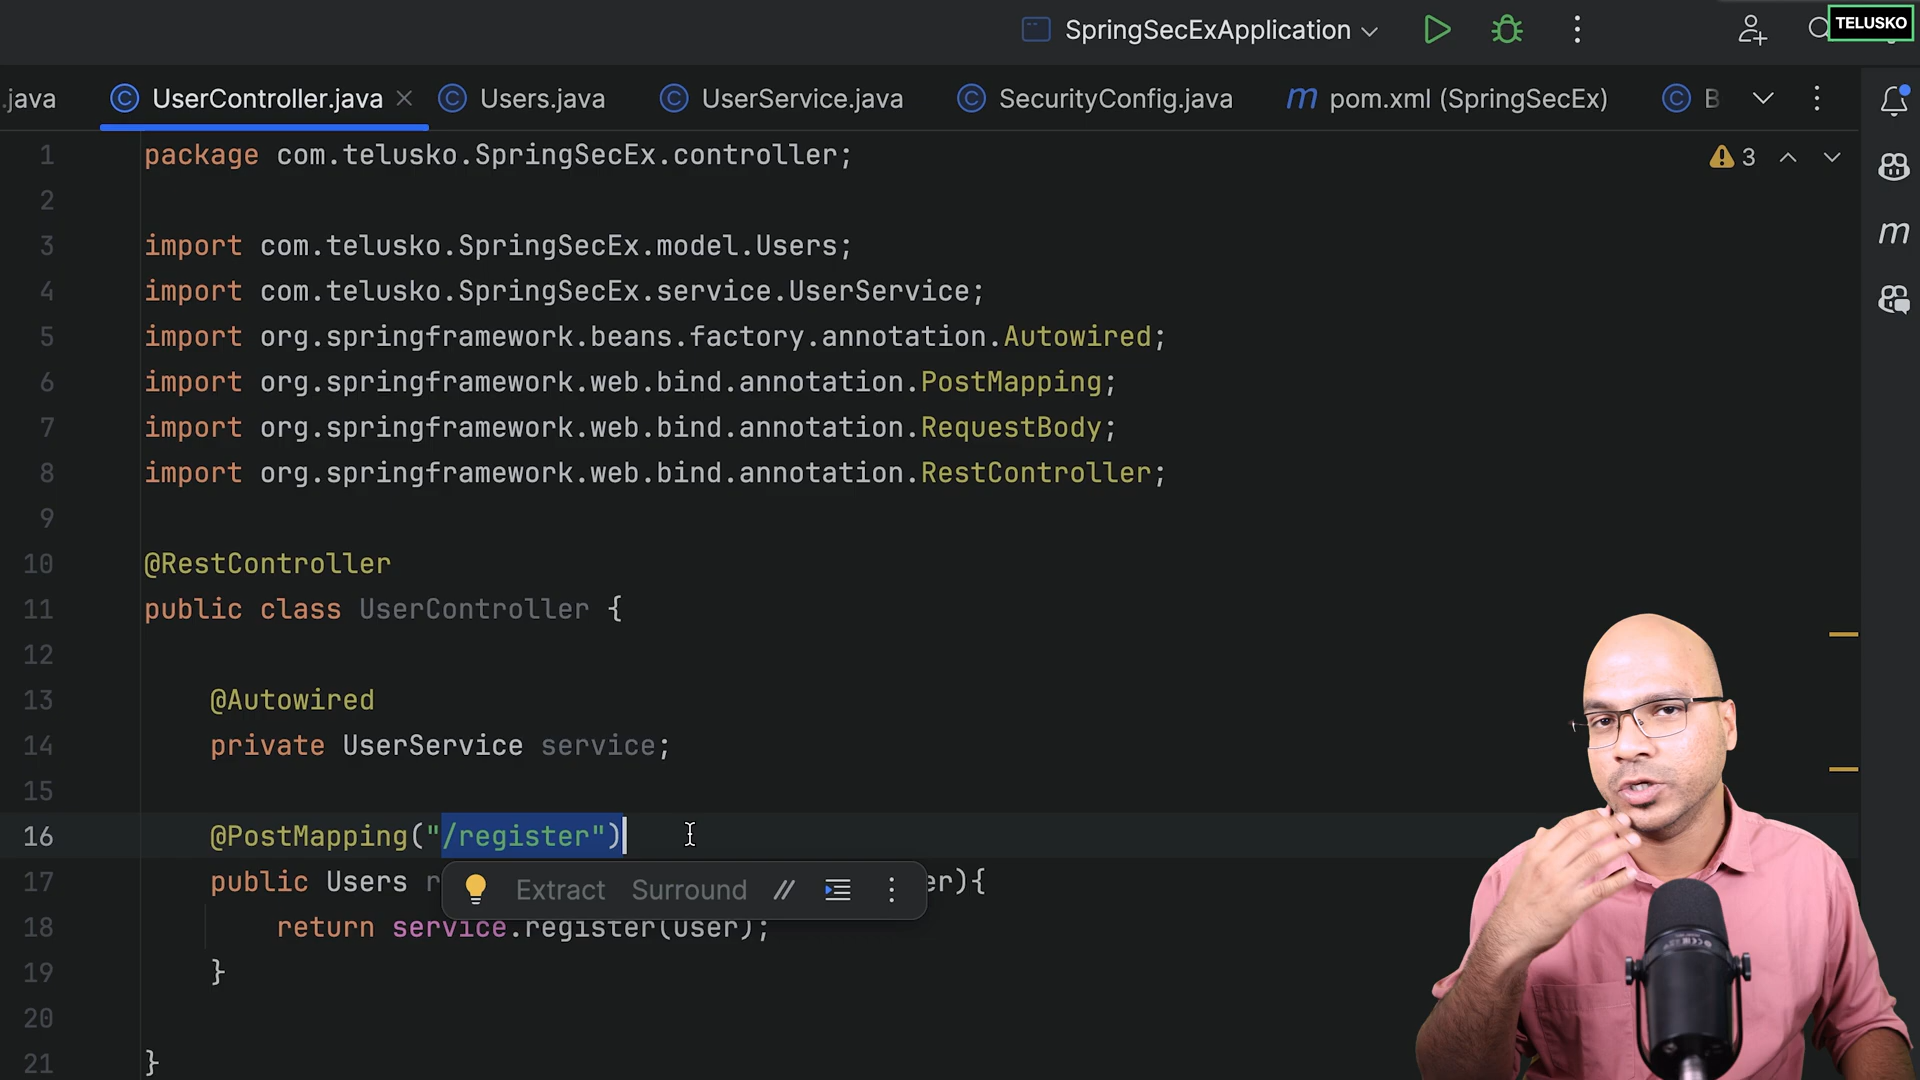 SpringSecExApplication
TELUSKO
.java
UserController.java
Users.java
UserService.java
SecurityConfig.java
pom.xml (SpringSecEx)
B
1 package com.telusko.SpringSecEx.controller;
3
2
3 import com.telusko.SpringSecEx.model.Users;
4 import com.telusko.SpringSecEx.service.UserService;
5 import org.springframework.beans.factory.annotation.Autowired;
6 import org.springframework.web.bind.annotation.PostMapping;
7 import org.springframework.web.bind.annotation.RequestBody;
8 import org.springframework.web.bind.annotation.RestController;
9
10 @RestController
11 public class UserController {
12
13 @Autowired
14 private UserService service;
15
16 @PostMapping("/register")
17 public Users r er){
Extract Surround //
18 return service.register(user);
19 }
20
21 }